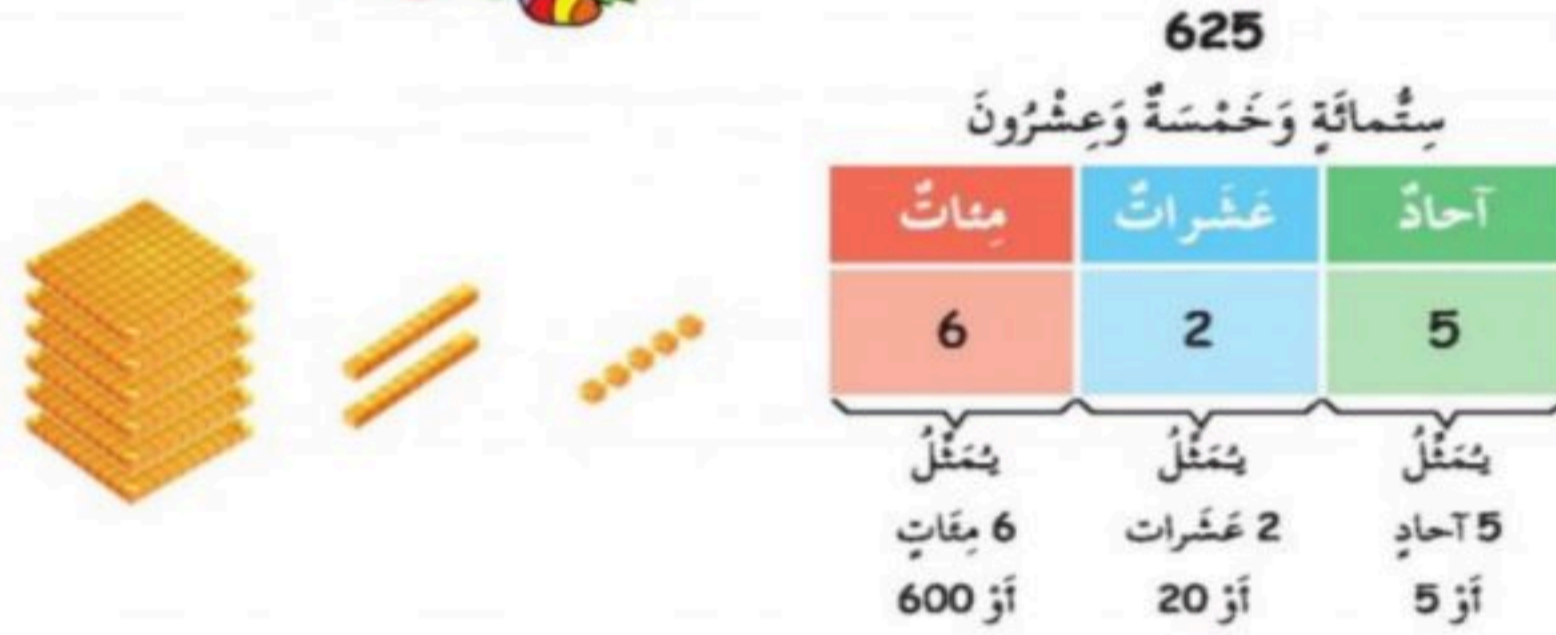 625
سِتُّمائَةٍ وَخَمْسَةٌ وَعِشْرُونَ
آحادٌ عَشَراتٌ مِئاتٌ
5 2 6
يُمَثِّلُ يُمَثِّلُ يُمَثِّلُ
5 آحادٍ 2 عَشَرات 6 مِئَاتٍ
أَوْ 5 أَوْ 20 أَوْ 600